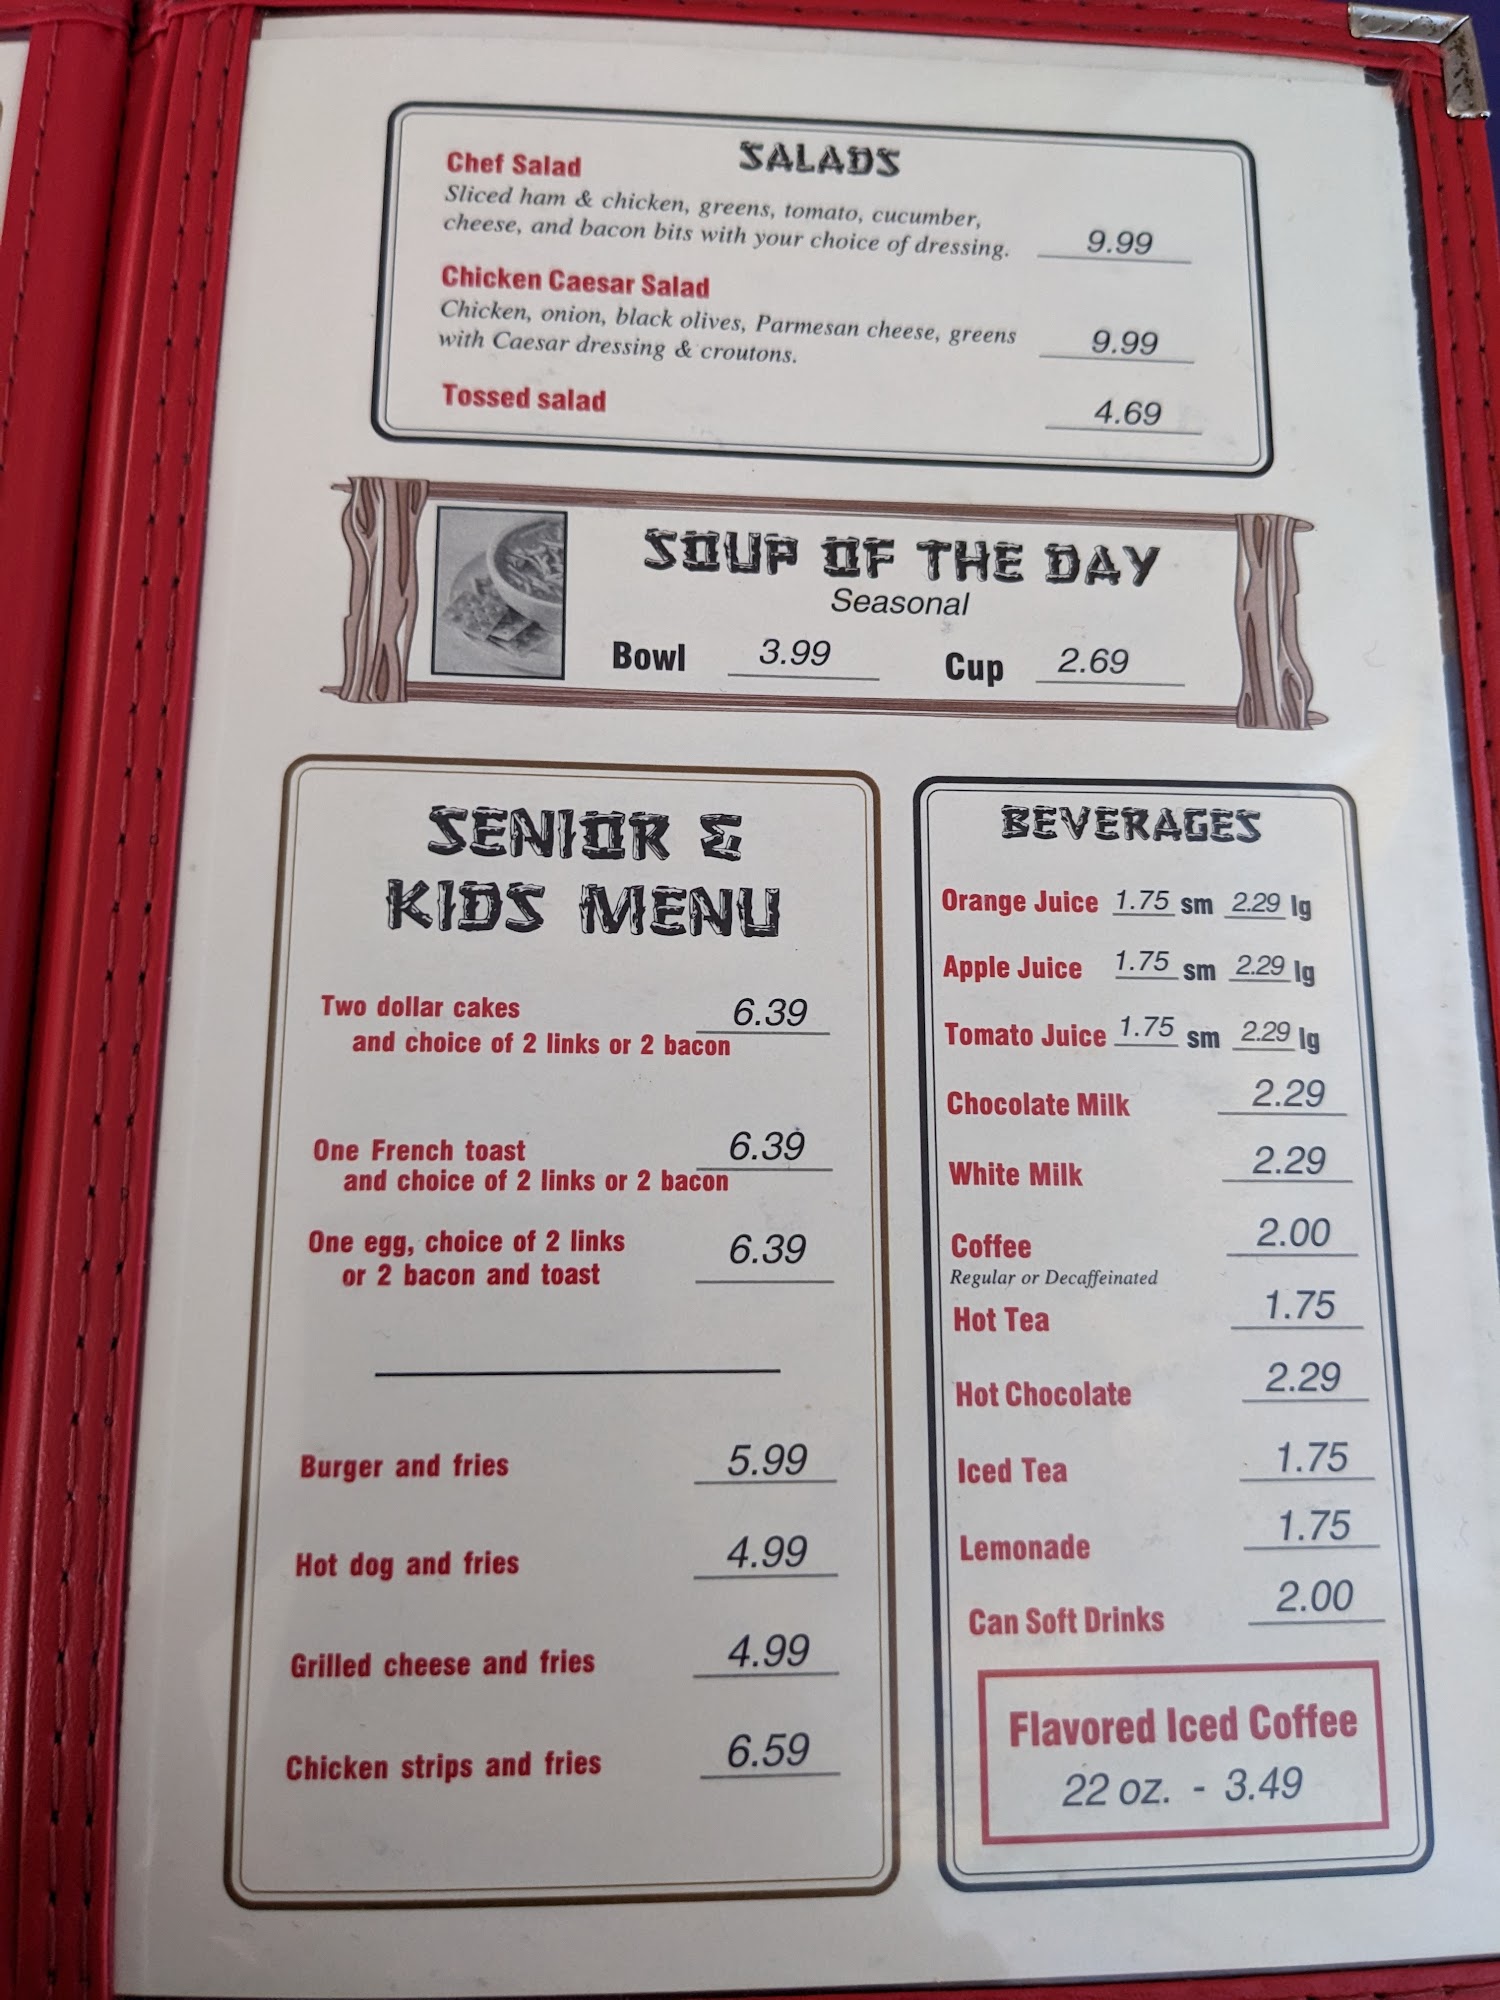 SALADS
Chef Salad
Sliced ham & chicken, greens, tomato, cucumber,
cheese, and bacon bits with your choice of dressing. 9.99
Chicken Caesar Salad
Chicken, onion, black olives, Parmesan cheese, greens
with Caesar dressing & croutons. 9.99
Tossed salad 4.69
SOUP OF THE DAY
Seasonal
Bowl 3.99 Cup 2.69
SENIOR &
KIDS MENU
Two dollar cakes 6.39
and choice of 2 links or 2 bacon
One French toast 6.39
and choice of 2 links or 2 bacon
One egg, choice of 2 links 6.39
or 2 bacon and toast
Burger and fries 5.99
Hot dog and fries 4.99
Grilled cheese and fries 4.99
Chicken strips and fries 6.59
BEVERAGES
Orange Juice 1.75 sm 2.29 lg
Apple Juice 1.75 sm 2.29 lg
Tomato Juice 1.75 sm 2.29 lg
Chocolate Milk 2.29
White Milk 2.29
Coffee 2.00
Regular or Decaffeinated
Hot Tea 1.75
Hot Chocolate 2.29
Iced Tea 1.75
Lemonade 1.75
Can Soft Drinks 2.00
Flavored Iced Coffee
22 oz. - 3.49